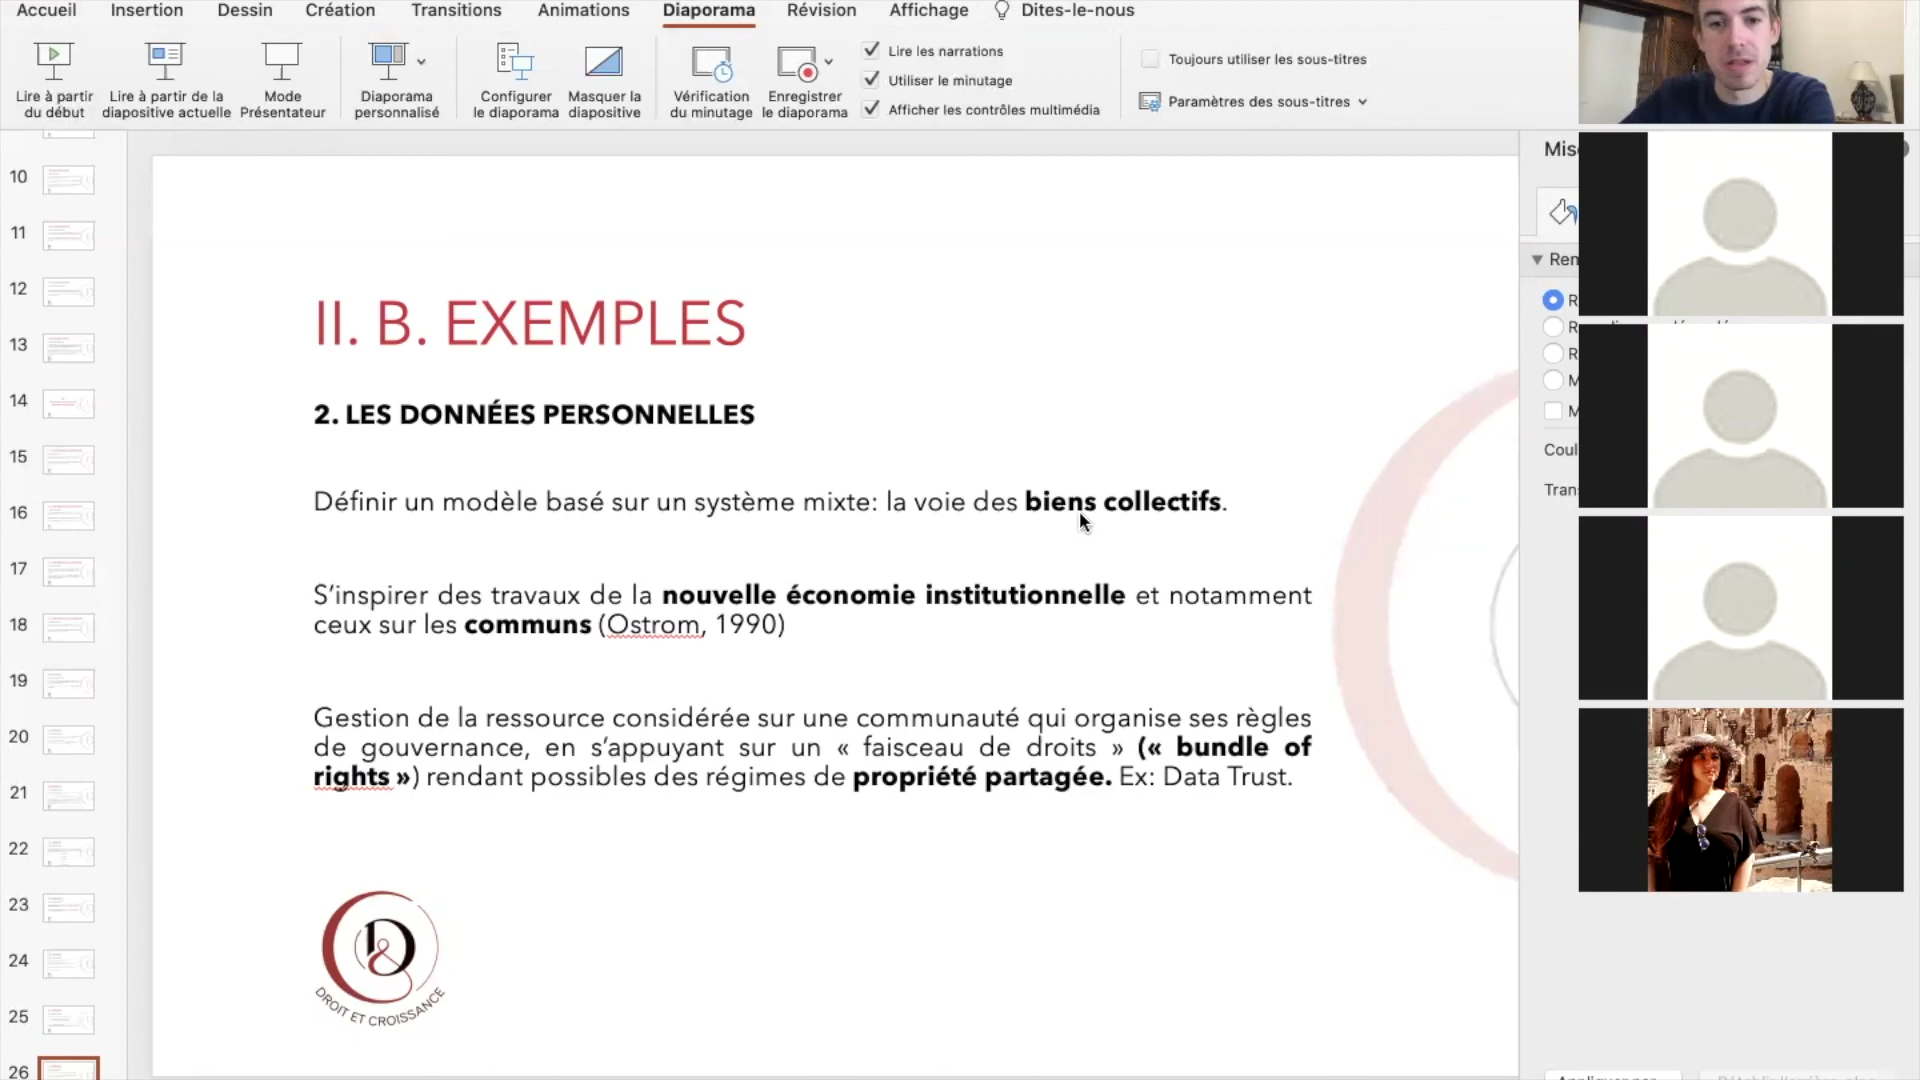 Accueil Insertion Dessin Création Transitions Animations Diaporama Révision Affichage Dites-le-nous
Lire à partir du début
Lire à partir de la diapositive actuelle
Mode Présentateur
Diaporama personnalisé
Configurer le diaporama
Masquer la diapositive
Vérification du minutage
Enregistrer le diaporama
Lire les narrations
Utiliser le minutage
Afficher les contrôles multimédia
Toujours utiliser les sous-titres
Paramètres des sous-titres
10
11
12
13
14
15
16
17
18
19
20
21
22
23
24
25
26
II. B. EXEMPLES
2. LES DONNÉES PERSONNELLES
Définir un modèle basé sur un système mixte: la voie des biens collectifs.
S’inspirer des travaux de la nouvelle économie institutionnelle et notamment
ceux sur les communs (Ostrom, 1990)
Gestion de la ressource considérée sur une communauté qui organise ses règles
de gouvernance, en s’appuyant sur un « faisceau de droits » (« bundle of
rights ») rendant possibles des régimes de propriété partagée. Ex: Data Trust.
D&
DROIT ET CROISSANCE
Mis
Rem
R
R
R
M
M
Coul
Trans